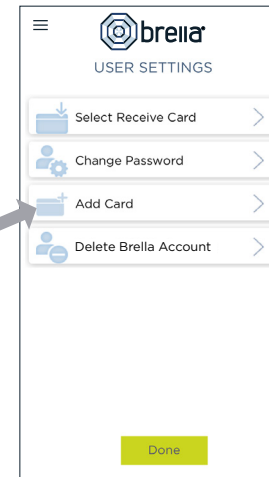 brella
USER SETTINGS
Select Receive Card
Change Password
Add Card
Delete Brella Account
Done